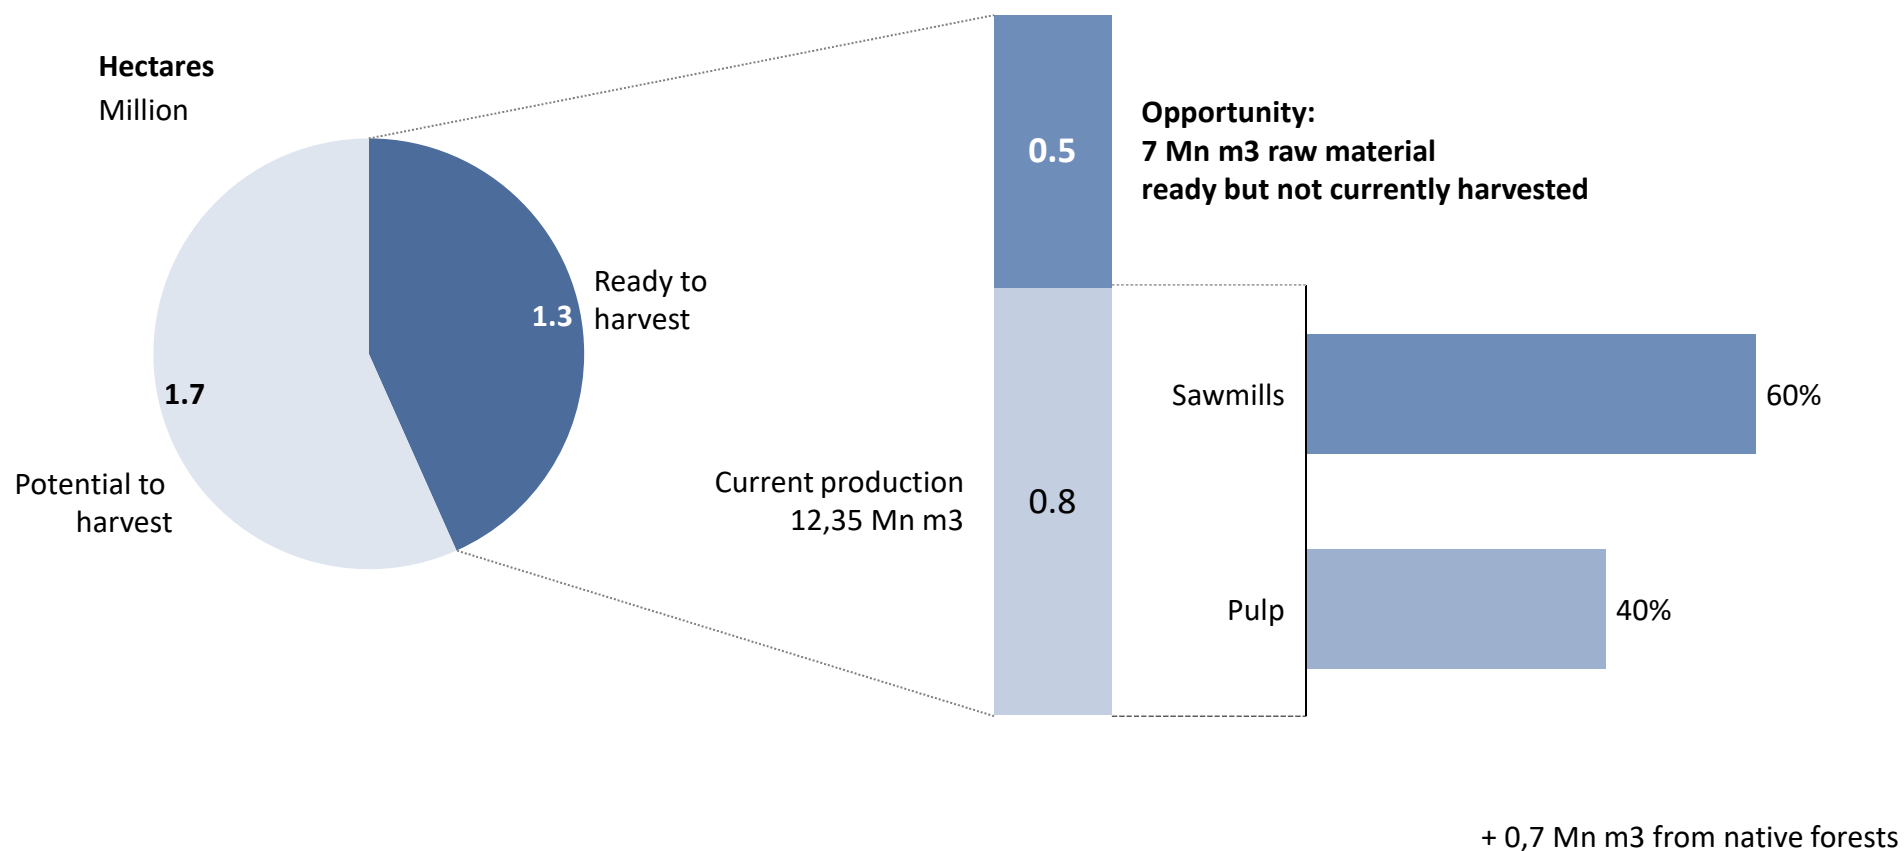 Hectares
Million
1.3
Ready to
harvest
1.7
Potential to
harvest
0.5
Opportunity:
7 Mn m3 raw material
ready but not currently harvested
Current production
12,35 Mn m3
0.8
Sawmills
60%
Pulp
40%
+ 0,7 Mn m3 from native forests